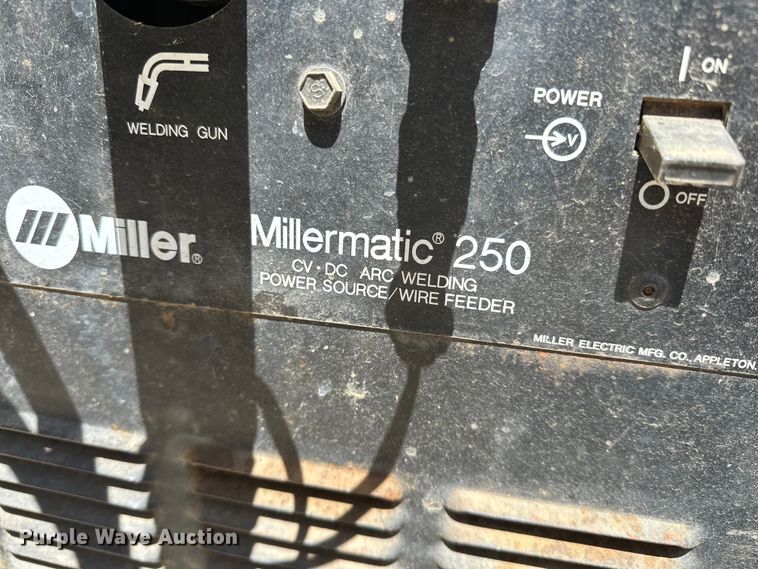 ON
POWER
V
WELDING GUN
OFF
Miller®
Millermatic® 250
CV·DC ARC WELDING
POWER SOURCE/WIRE FEEDER
MILLER ELECTRIC MFG. CO. APPLETON,
Purple Wave Auction